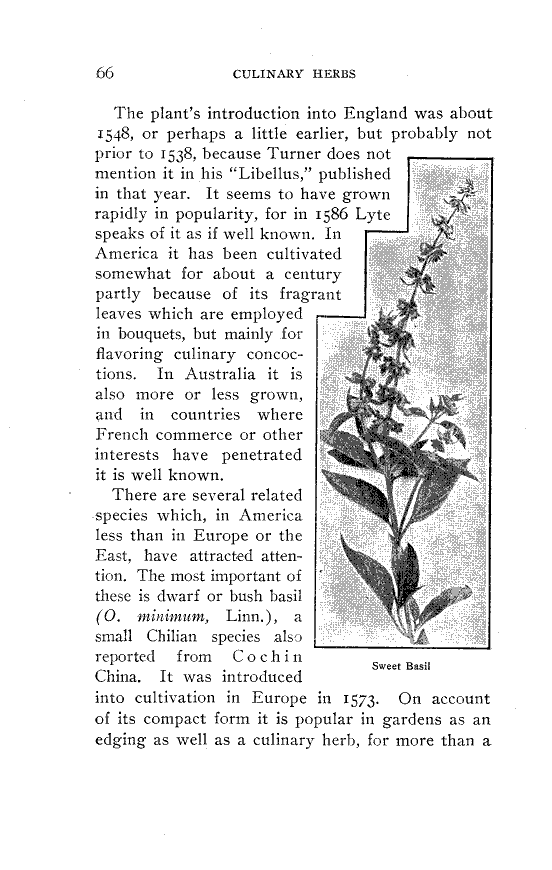 66 CULINARY HERBS
The plant's introduction into England was about
1548, or perhaps a little earlier, but probably not
prior to 1538, because Turner does not
mention it in his "Libellus," published
in that year. It seems to have grown
rapidly in popularity, for in 1586 Lyte
speaks of it as if well known. In
America it has been cultivated
somewhat for about a century
partly because of its fragrant
leaves which are employed
in bouquets, but mainly for
flavoring culinary concoc-
tions. In Australia it is
also more or less grown,
and in countries where
French commerce or other
interests have penetrated
it is well known.
There are several related
species which, in America
less than in Europe or the
East, have attracted atten-
tion. The most important of
these is dwarf or bush basil
(O. minimum, Linn.), a
small Chilian species also
reported from Cochin
China. It was introduced
into cultivation in Europe in 1573. On account
of its compact form it is popular in gardens as an
edging as well as a culinary herb, for more than a
Sweet Basil